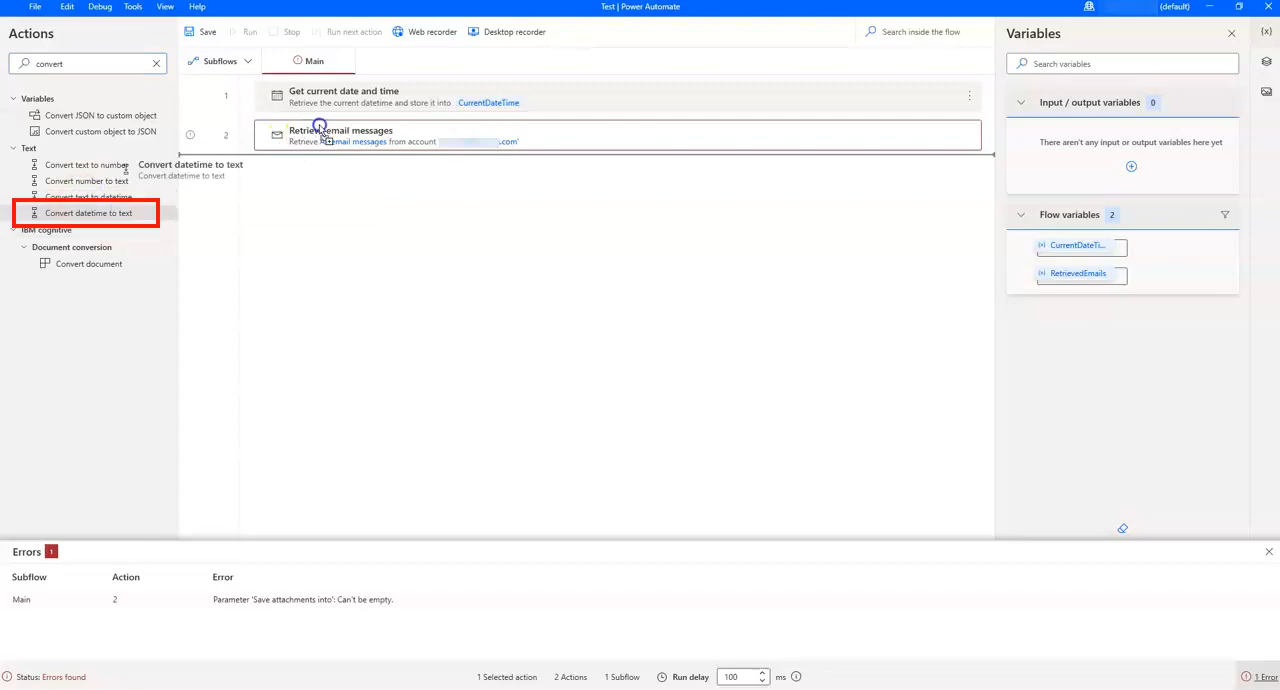 File Edit Debug Tools View Help
Test | Power Automate
(default)
Actions
convert
Variables
Convert JSON to custom object
Convert custom object to JSON
Text
Convert text to number
Convert number to text
Convert text to datetime
Convert datetime to text
IBM cognitive
Document conversion
Convert document
Convert datetime to text
Convert datetime to text
Save Run Stop Run next action Web recorder Desktop recorder
Search inside the flow
Subflows Main
1
Get current date and time
Retrieve the current datetime and store it into CurrentDateTime
2
Retrieve email messages
Retrieve email messages from account .com'
Variables
{x}
Search variables
Input / output variables 0
There aren't any input or output variables here yet
Flow variables 2
{x} CurrentDateTi...
{x} RetrievedEmails
Errors 1
Subflow Action Error
Main 2 Parameter 'Save attachments into': Can't be empty.
Status: Errors found
1 Selected action 2 Actions 1 Subflow Run delay 100 ms
1 Error